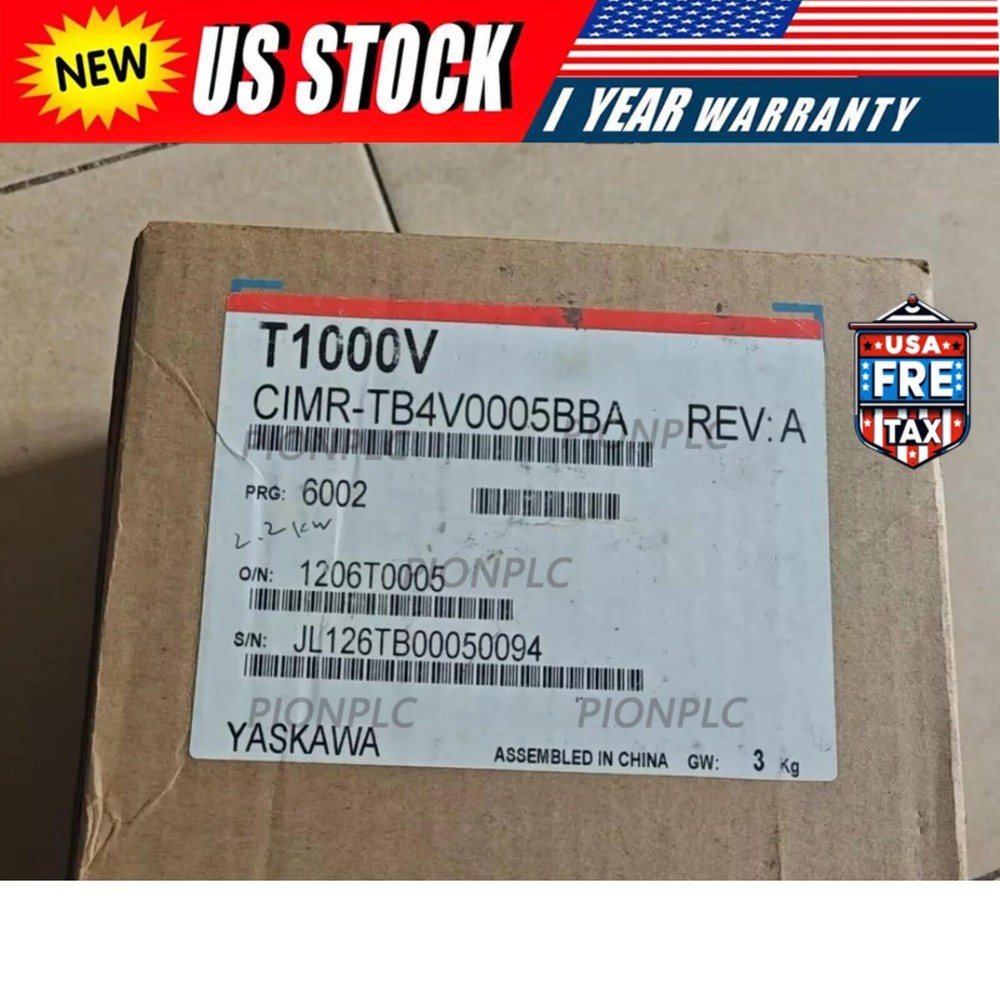 NEW
US STOCK
1 YEAR WARRANTY
T1000V
CIMR-TB4V0005BBA REV: A
PIONPLC PIONPLC
PRG: 6002
2.2kw
PIONPLC
O/N: 1206T0005
S/N: JL126TB00050094
PIONPLC PIONPLC
YASKAWA
ASSEMBLED IN CHINA GW: 3 Kg
USA
FRE
TAX